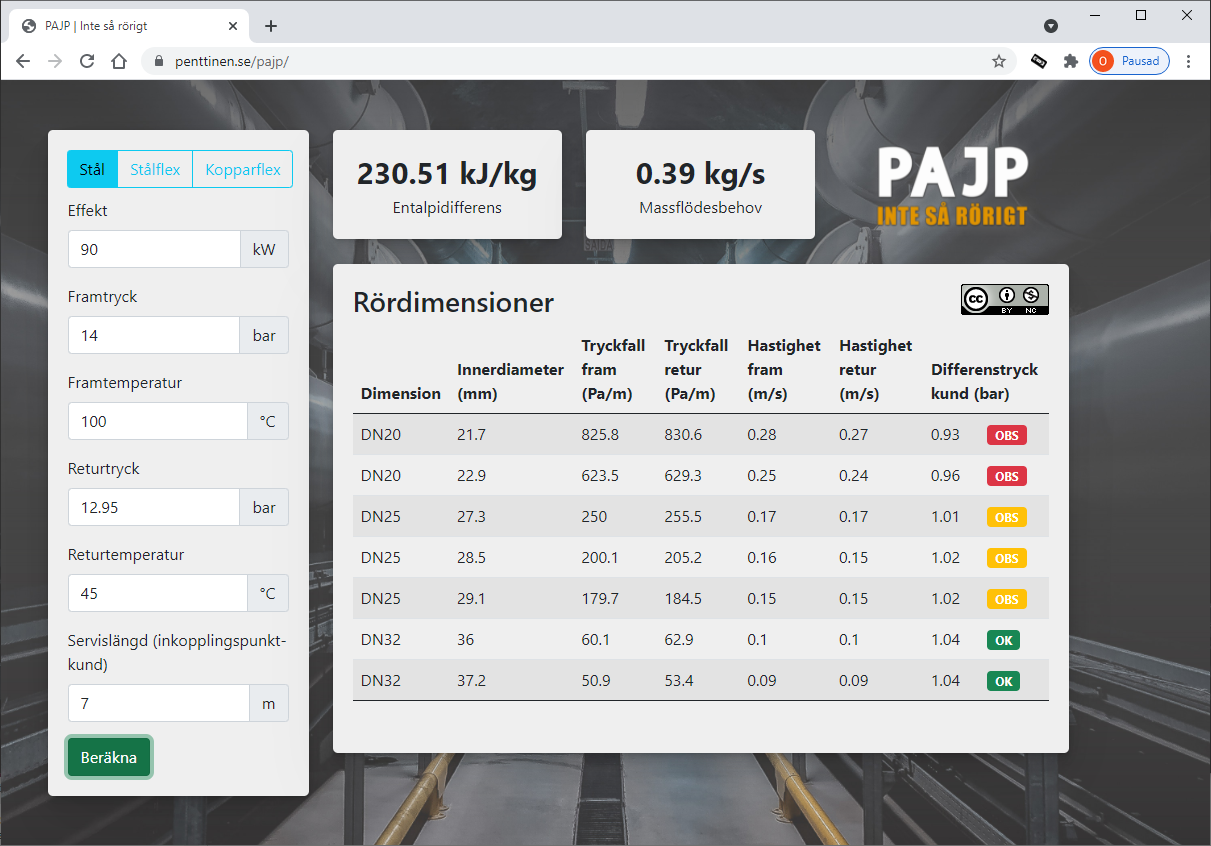 PAJP | Inte så rörigt
penttinen.se/pajp/
O Pausad
Stål Stålflex Kopparflex
Effekt
90 kW
Framtryck
14 bar
Framtemperatur
100 °C
Returtryck
12.95 bar
Returtemperatur
45 °C
Servislängd (inkopplingspunkt-
kund)
7 m
Beräkna
230.51 kJ/kg
Entalpidifferens
0.39 kg/s
Massflödesbehov
PAJP
INTE SÅ RÖRIGT
Rördimensioner
cc BY NC
Dimension Innerdiameter (mm) Tryckfall fram (Pa/m) Tryckfall retur (Pa/m) Hastighet fram (m/s) Hastighet retur (m/s) Differenstryck kund (bar)
DN20 21.7 825.8 830.6 0.28 0.27 0.93 OBS
DN20 22.9 623.5 629.3 0.25 0.24 0.96 OBS
DN25 27.3 250 255.5 0.17 0.17 1.01 OBS
DN25 28.5 200.1 205.2 0.16 0.15 1.02 OBS
DN25 29.1 179.7 184.5 0.15 0.15 1.02 OBS
DN32 36 60.1 62.9 0.1 0.1 1.04 OK
DN32 37.2 50.9 53.4 0.09 0.09 1.04 OK